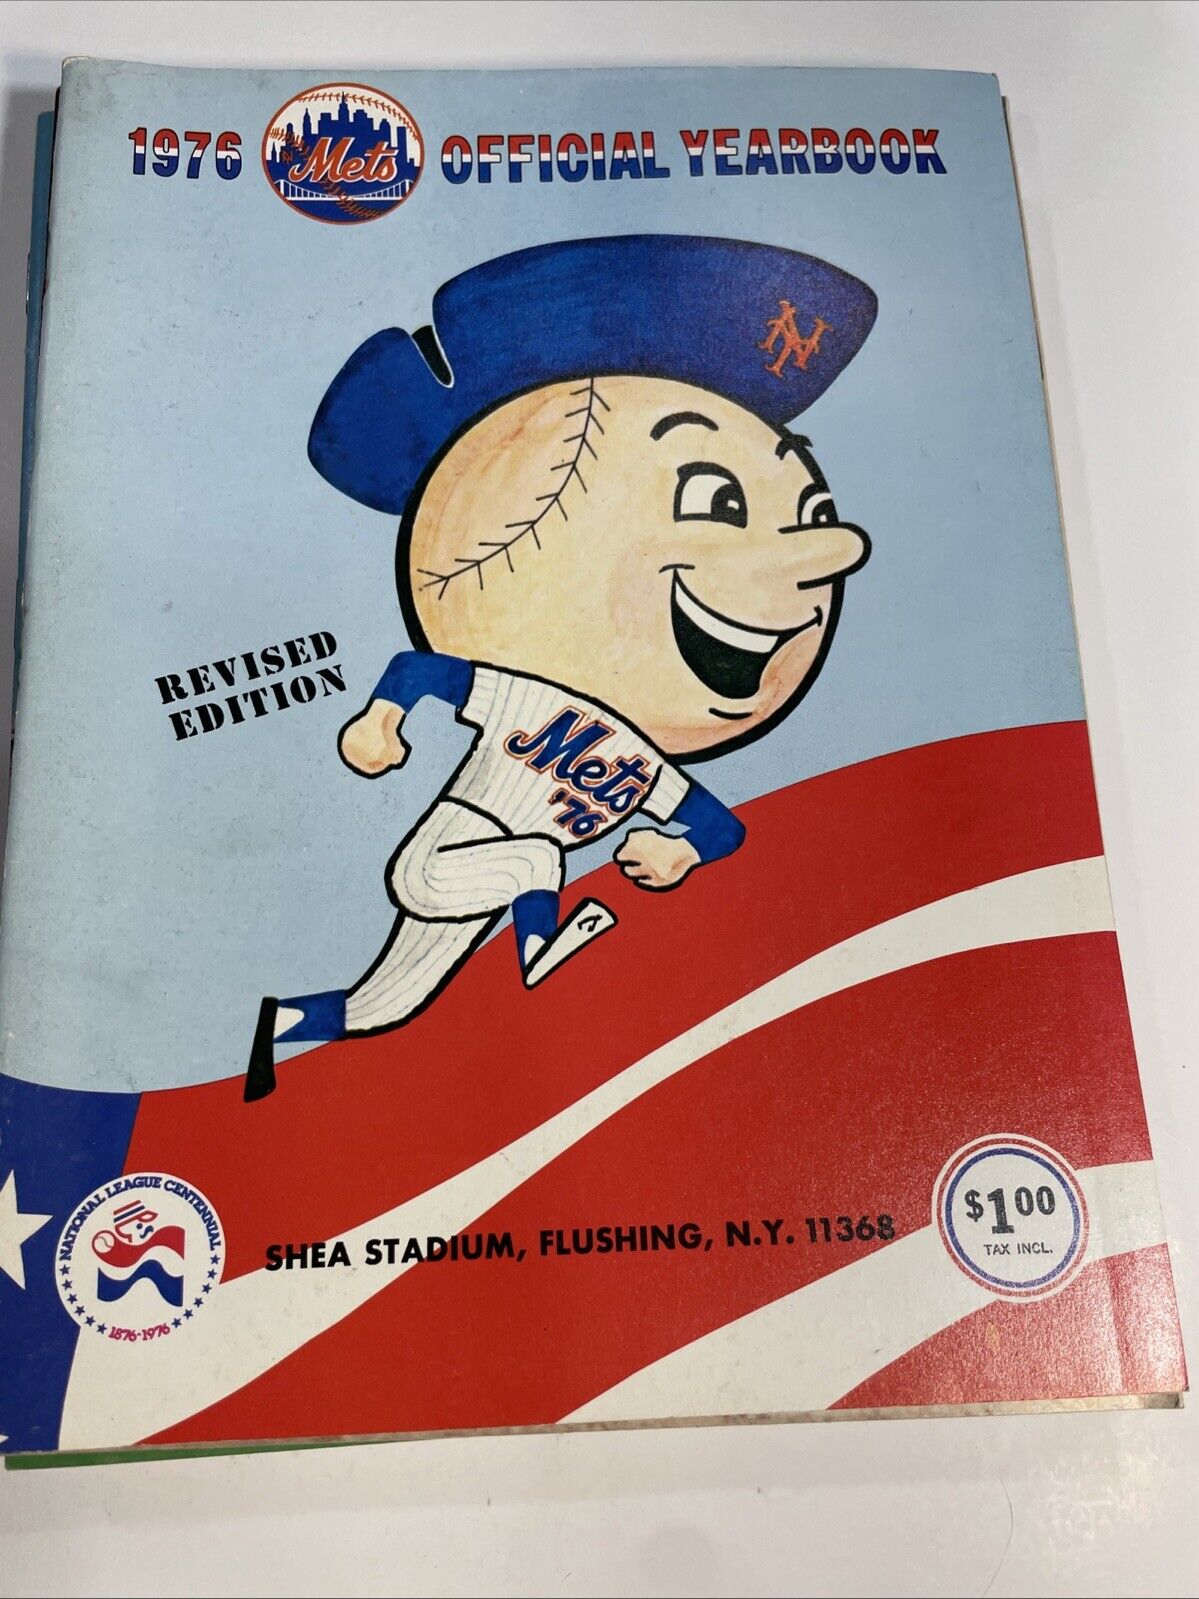 1976 Mets OFFICIAL YEARBOOK
NY
REVISED
EDITION
Mets
'76
NATIONAL LEAGUE CENTENNIAL
1876-1976
SHEA STADIUM, FLUSHING, N.Y. 11368
$1.00
TAX INCL.